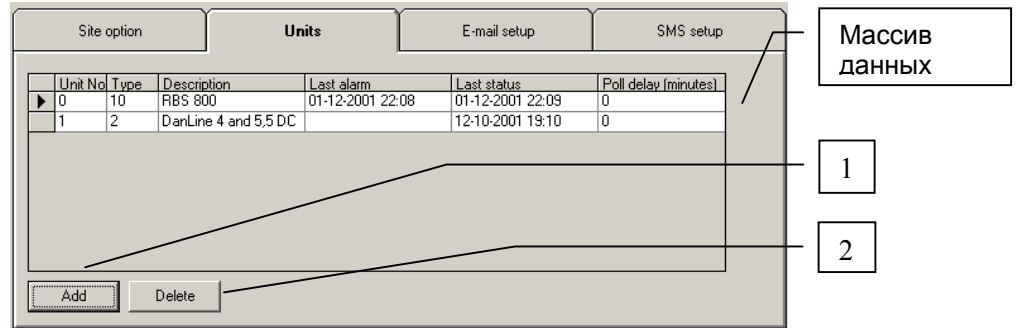 Site option Units E-mail setup SMS setup
Массив
данных
Unit No Type Description Last alarm Last status Poll delay (minutes)
0 10 RBS 800 01-12-2001 22:08 01-12-2001 22:09 0
1 2 DanLine 4 and 5,5 DC 12-10-2001 19:10 0
1
2
Add Delete